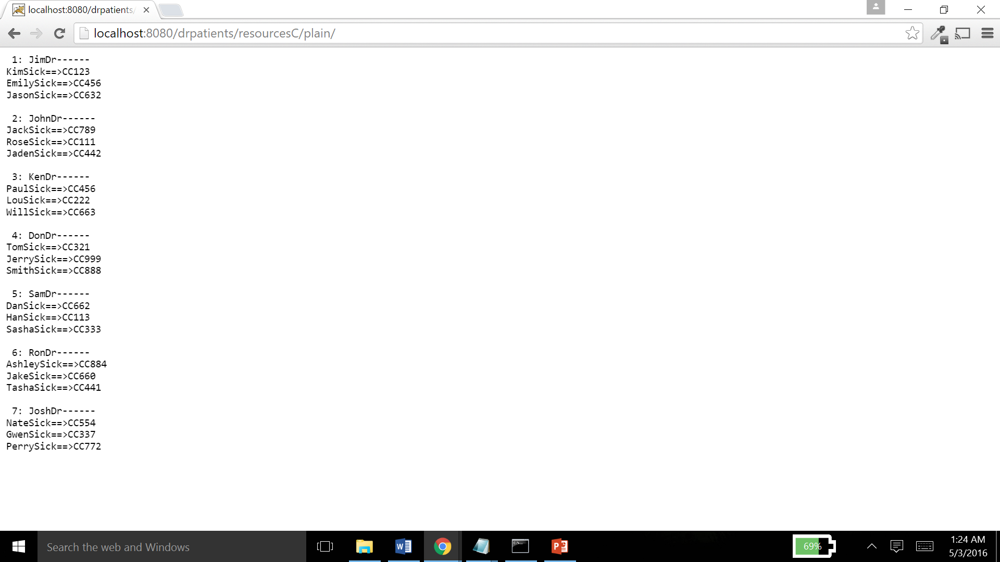 localhost:8080/drpatients/
localhost:8080/drpatients/resourcesC/plain/
1: JimDr------
KimSick==>CC123
EmilySick==>CC456
JasonSick==>CC632
2: JohnDr------
JackSick==>CC789
RoseSick==>CC111
JadenSick==>CC442
3: KenDr------
PaulSick==>CC456
LouSick==>CC222
WillSick==>CC663
4: DonDr------
TomSick==>CC321
JerrySick==>CC999
SmithSick==>CC888
5: SamDr------
DanSick==>CC662
HanSick==>CC113
SashaSick==>CC333
6: RonDr------
AshleySick==>CC884
JakeSick==>CC660
TashaSick==>CC441
7: JoshDr------
NateSick==>CC554
GwenSick==>CC337
PerrySick==>CC772
Search the web and Windows
69%
1:24 AM
5/3/2016